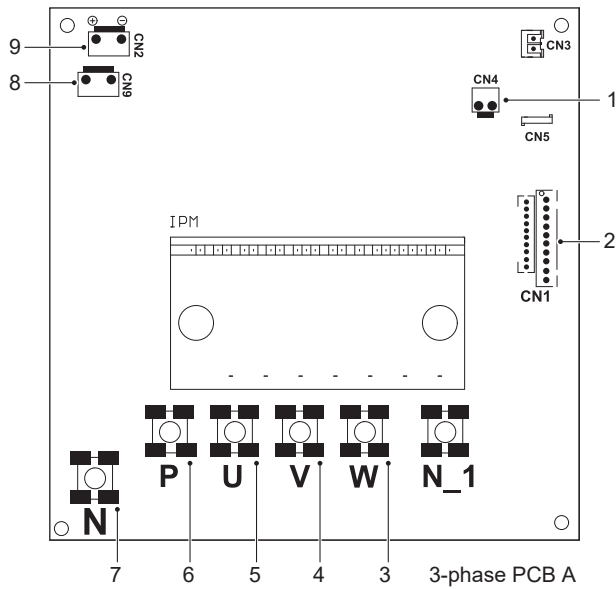 ⊕ ⊖
9
CN2
8
CN9
CN3
CN4
1
CN5
IPM
2
CN1
P U V W N_1
N
7 6 5 4 3 3-phase PCB A